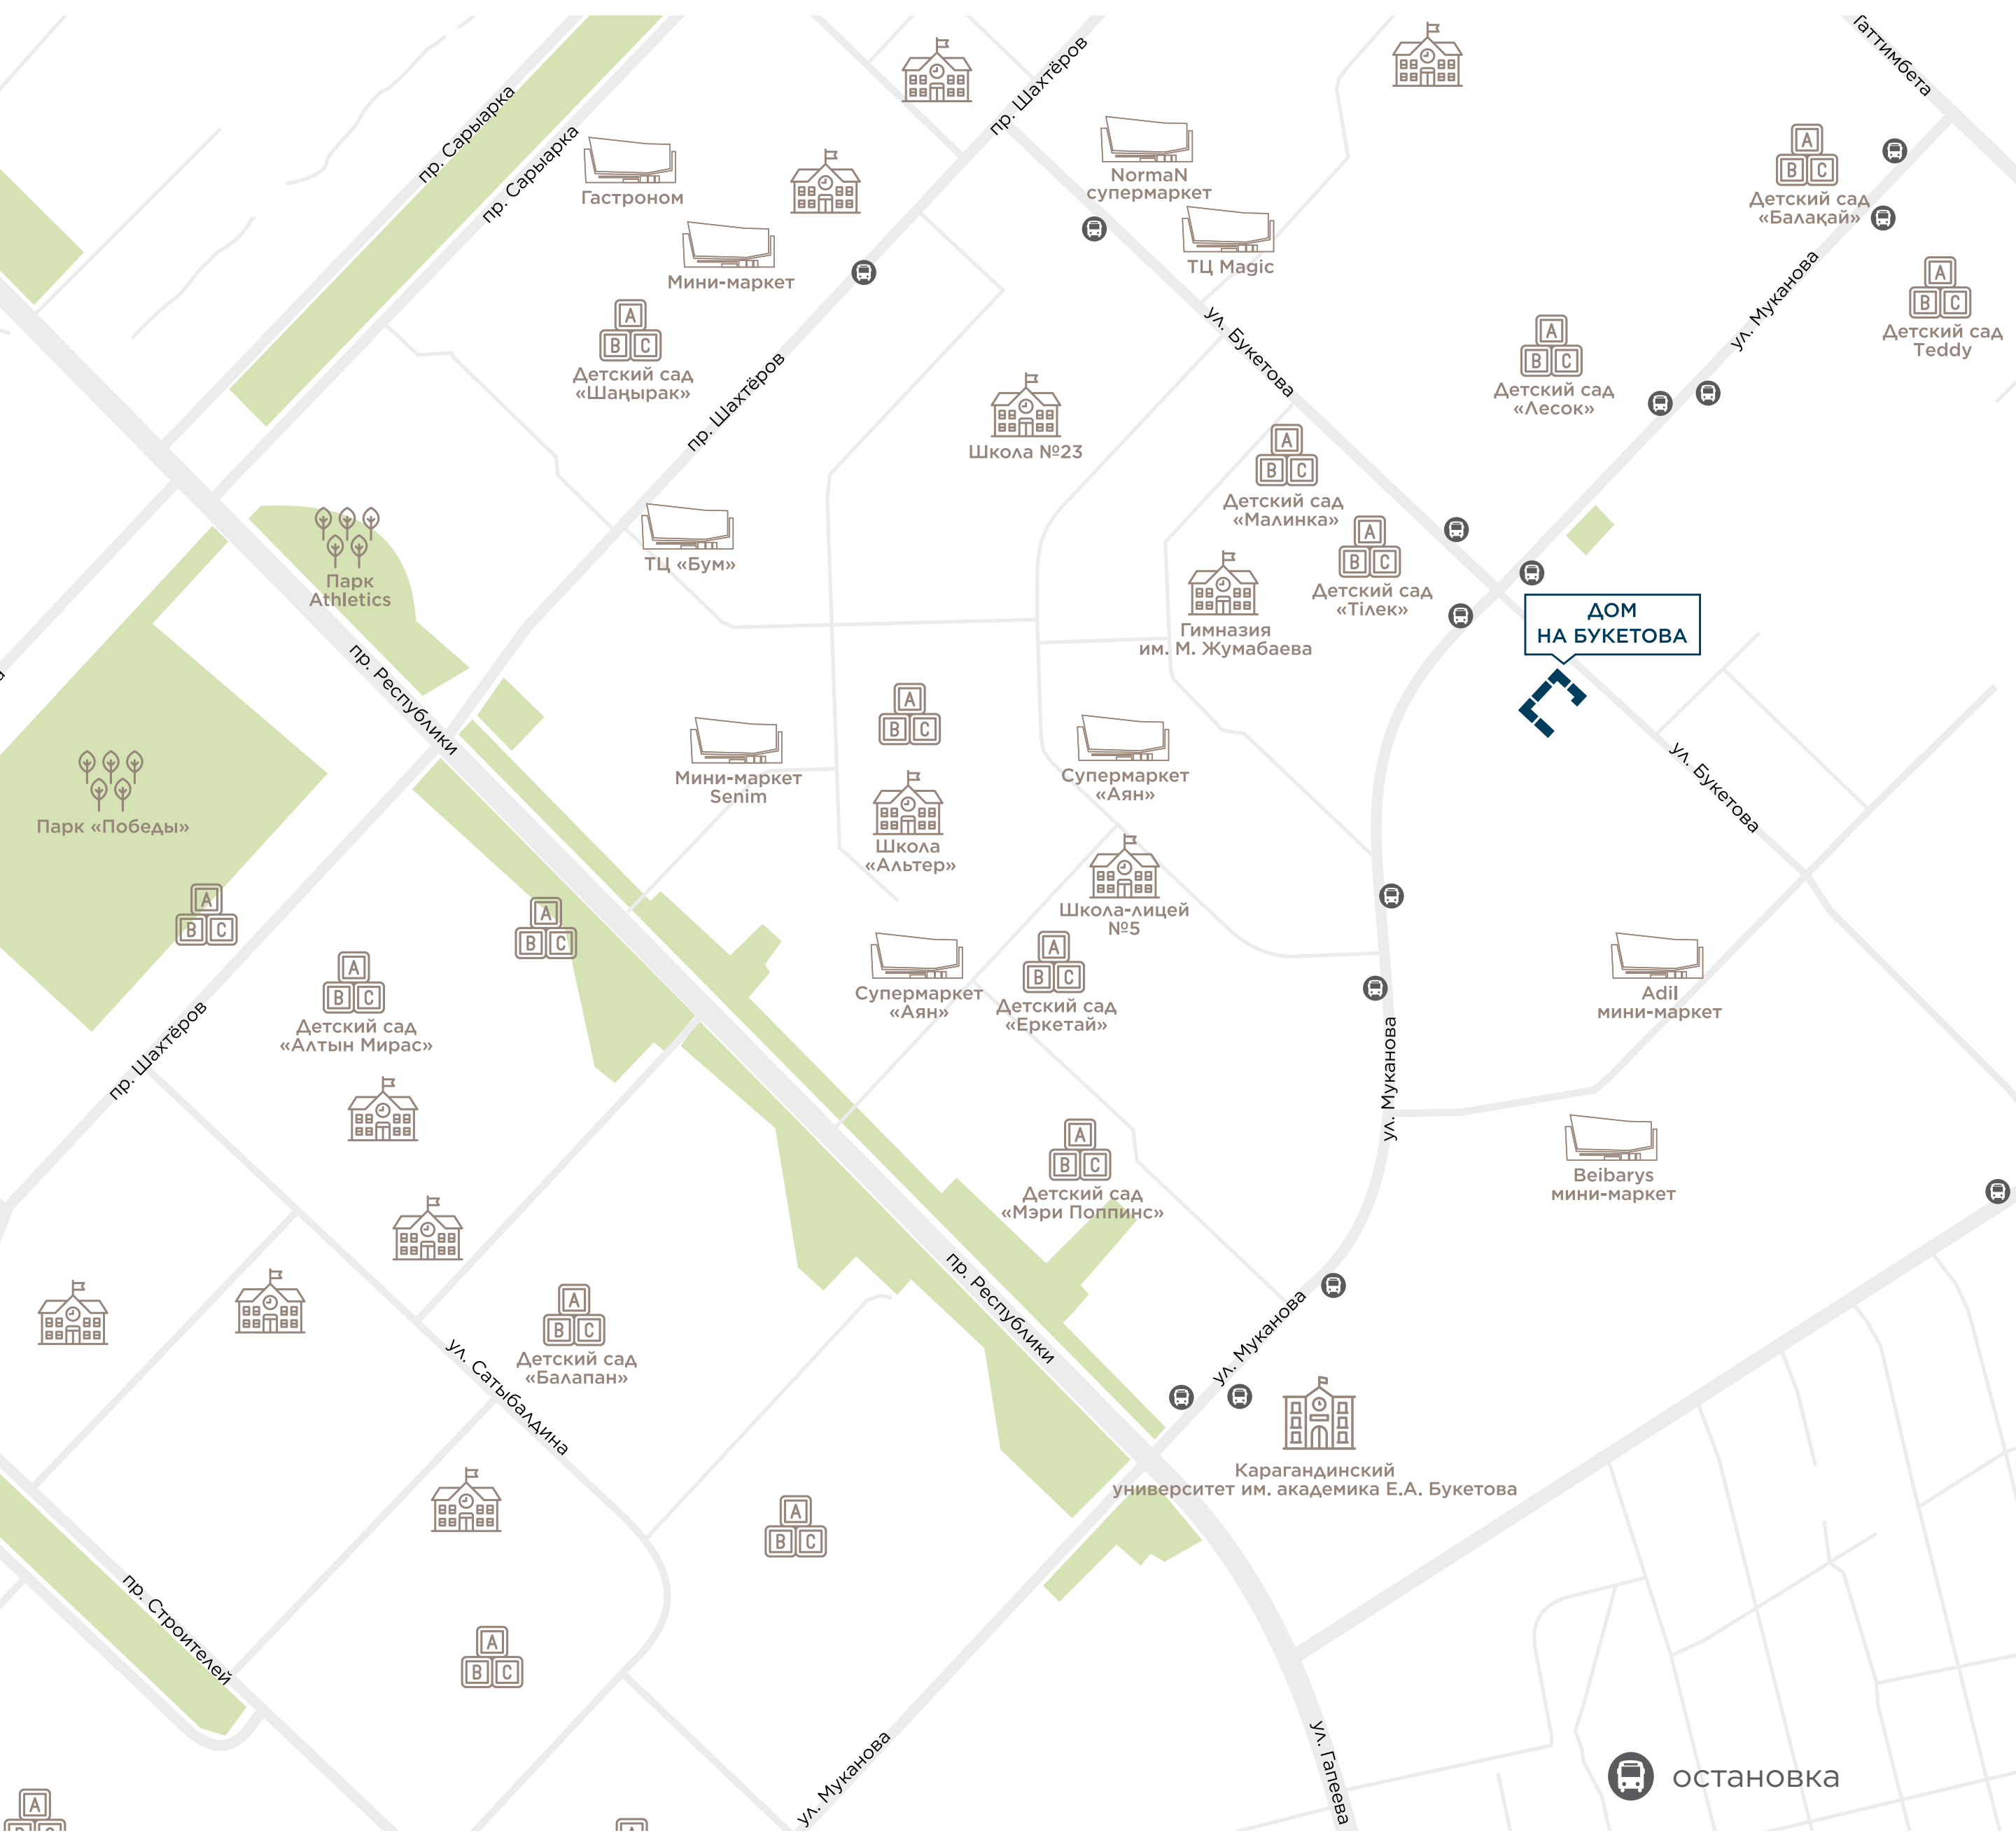 пр. Шахтёров
Гаттимбета
пр. Сарыарка
пр. Сарыарка
Гастроном
NormaN
супермаркет
Детский сад
«Балақай»
Мини-маркет
ТЦ Magic
ул. Муканова
Детский сад
Teddy
ул. Букетова
Детский сад
«Шаңырақ»
пр. Шахтёров
Детский сад
«Лесок»
Школа №23
Детский сад
«Малинка»
ТЦ «Бум»
Парк
Athletics
Детский сад
«Тілек»
Гимназия
им. М. Жумабаева
ДОМ
НА БУКЕТОВА
пр. Республики
Мини-маркет
Senim
Супермаркет
«Аян»
ул. Букетова
Парк «Победы»
Школа
«Альтер»
Школа-лицей
№5
Супермаркет
«Аян»
Детский сад
«Еркетай»
Adil
мини-маркет
Детский сад
«Алтын Мирас»
пр. Шахтёров
ул. Муканова
Beibarys
мини-маркет
Детский сад
«Мэри Поппинс»
пр. Республики
ул. Муканова
Детский сад
«Балапан»
ул. Сатыбалдина
Карагандинский
университет им. академика Е.А. Букетова
пр. Строителей
ул. Муканова
ул. Гапеева
остановка
A
B C
A
B C
A
B C
A
B C
A
B C
A
B C
A
B C
A
B C
A
B C
A
B C
A
B C
A
B C
A
B C
A
B C
A
B C
A
B C
A